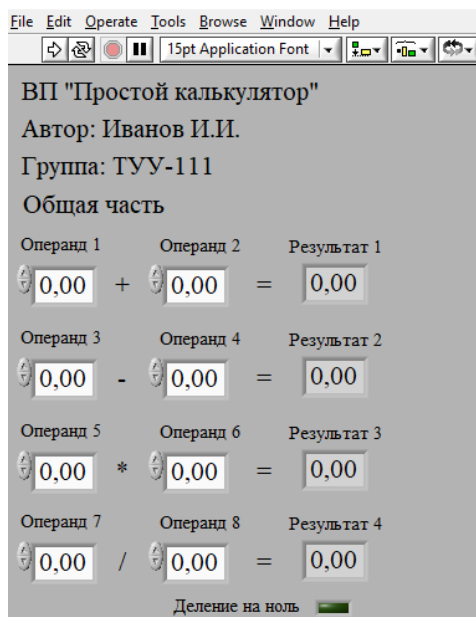 File Edit Operate Tools Browse Window Help
15pt Application Font
ВП "Простой калькулятор"
Автор: Иванов И.И.
Группа: ТУУ-111
Общая часть
Операнд 1 Операнд 2 Результат 1
0,00 + 0,00 = 0,00
Операнд 3 Операнд 4 Результат 2
0,00 - 0,00 = 0,00
Операнд 5 Операнд 6 Результат 3
0,00 * 0,00 = 0,00
Операнд 7 Операнд 8 Результат 4
0,00 / 0,00 = 0,00
Деление на ноль